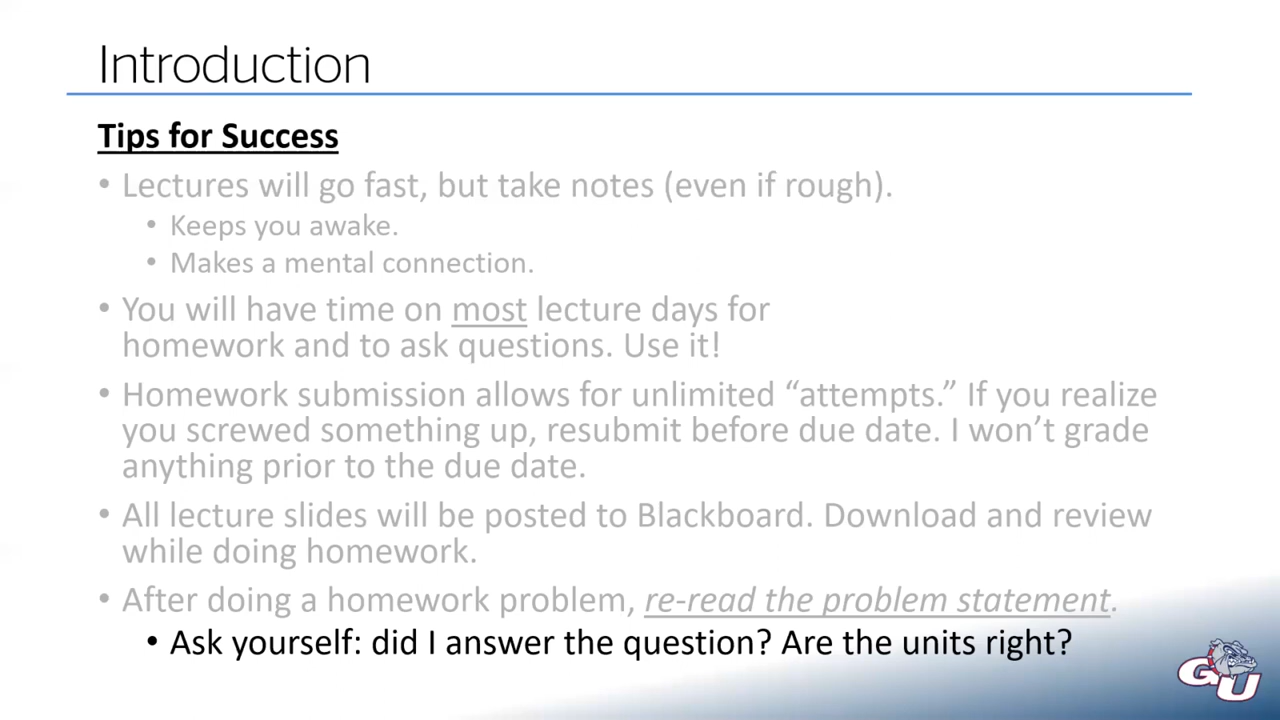 Introduction
Tips for Success
• Lectures will go fast, but take notes (even if rough).
• Keeps you awake.
• Makes a mental connection.
• You will have time on most lecture days for
homework and to ask questions. Use it!
• Homework submission allows for unlimited “attempts.” If you realize
you screwed something up, resubmit before due date. I won’t grade
anything prior to the due date.
• All lecture slides will be posted to Blackboard. Download and review
while doing homework.
• After doing a homework problem, re-read the problem statement.
• Ask yourself: did I answer the question? Are the units right?
GU